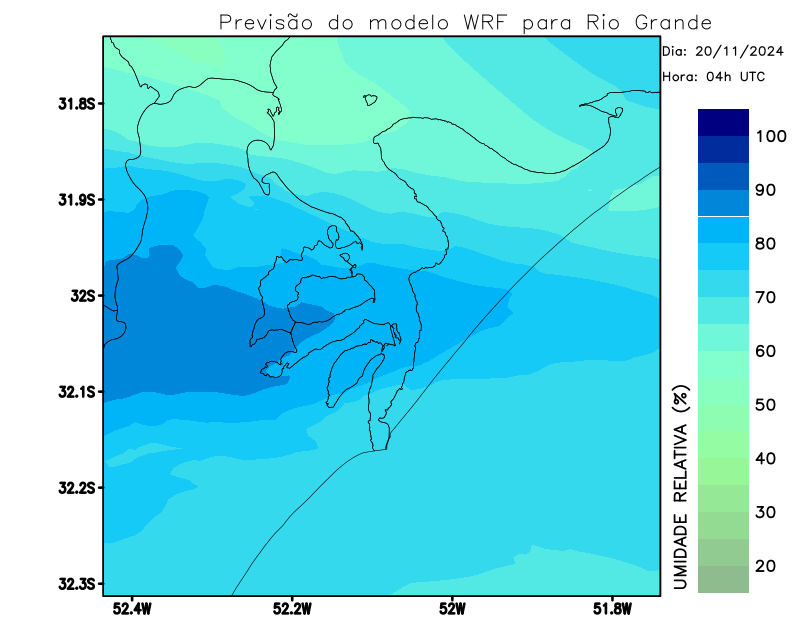 Previsão do modelo WRF para Rio Grande
Dia: 20/11/2024
Hora: 04h UTC
31.8S
31.9S
32S
32.1S
32.2S
32.3S
52.4W
52.2W
52W
51.8W
UMIDADE RELATIVA (%)
100
90
80
70
60
50
40
30
20